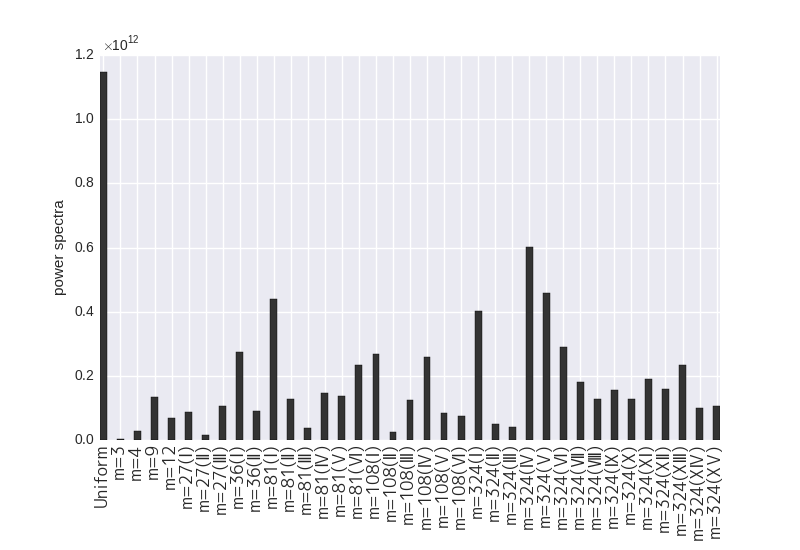 ×10¹²
1.2
1.0
0.8
0.6
0.4
0.2
0.0
power spectra
Uniform
m=3
m=4
m=9
m=12
m=27(Ⅰ)
m=27(Ⅱ)
m=27(Ⅲ)
m=36(Ⅰ)
m=36(Ⅱ)
m=81(Ⅰ)
m=81(Ⅱ)
m=81(Ⅲ)
m=81(Ⅳ)
m=81(Ⅴ)
m=81(Ⅵ)
m=108(Ⅰ)
m=108(Ⅱ)
m=108(Ⅲ)
m=108(Ⅳ)
m=108(Ⅴ)
m=108(Ⅵ)
m=324(Ⅰ)
m=324(Ⅱ)
m=324(Ⅲ)
m=324(Ⅳ)
m=324(Ⅴ)
m=324(Ⅵ)
m=324(Ⅶ)
m=324(Ⅷ)
m=324(Ⅸ)
m=324(Ⅹ)
m=324(Ⅺ)
m=324(Ⅻ)
m=324(XⅢ)
m=324(XⅣ)
m=324(XⅤ)